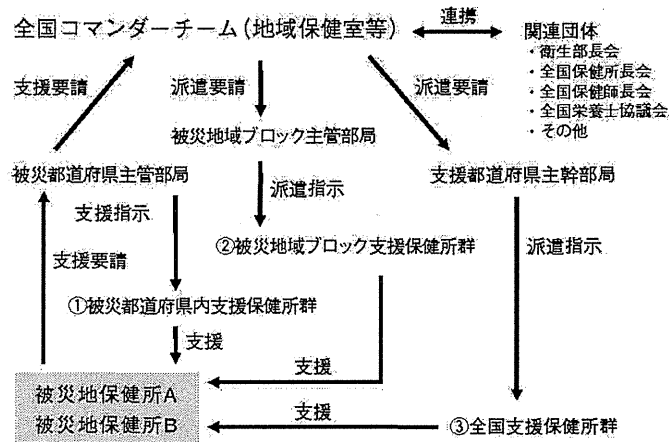 全国コマンダーチーム(地域保健室等)
連携
関連団体
・衛生部長会
・全国保健所長会
・全国保健師長会
・全国栄養士協議会
・その他
支援要請
派遣要請
派遣要請
被災地域ブロック主管部局
被災都道府県主管部局
支援都道府県主幹部局
支援指示
派遣指示
支援要請
②被災地域ブロック支援保健所群
派遣指示
①被災都道府県内支援保健所群
支援
支援
被災地保健所A
被災地保健所B
支援
③全国支援保健所群